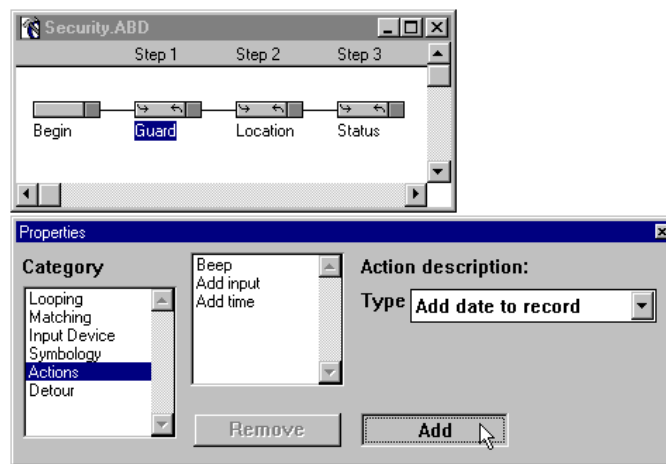 Security.ABD
Step 1 Step 2 Step 3
Begin Guard Location Status
Properties
Category
Looping
Matching
Input Device
Symbology
Actions
Detour
Beep
Add input
Add time
Remove
Action description:
Type Add date to record
Add